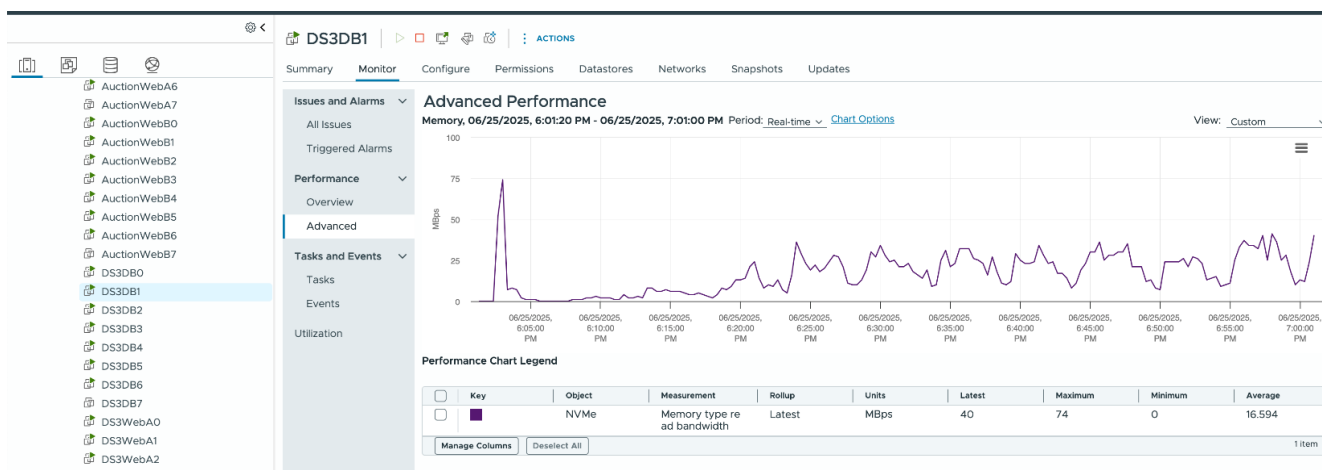 AuctionWebA6
AuctionWebA7
AuctionWebB0
AuctionWebB1
AuctionWebB2
AuctionWebB3
AuctionWebB4
AuctionWebB5
AuctionWebB6
AuctionWebB7
DS3DB0
DS3DB1
DS3DB2
DS3DB3
DS3DB4
DS3DB5
DS3DB6
DS3DB7
DS3WebA0
DS3WebA1
DS3WebA2
DS3DB1 ACTIONS
Summary Monitor Configure Permissions Datastores Networks Snapshots Updates
Issues and Alarms
All Issues
Triggered Alarms
Performance
Overview
Advanced
Tasks and Events
Tasks
Events
Utilization
Advanced Performance
Memory, 06/25/2025, 6:01:20 PM - 06/25/2025, 7:01:00 PM Period: Real-time Chart Options View: Custom
100
75
50
25
0
MBps
06/25/2025, 06/25/2025, 06/25/2025, 06/25/2025, 06/25/2025, 06/25/2025, 06/25/2025, 06/25/2025, 06/25/2025, 06/25/2025, 06/25/2025, 06/25/2025,
6:05:00 6:10:00 6:15:00 6:20:00 6:25:00 6:30:00 6:35:00 6:40:00 6:45:00 6:50:00 6:55:00 7:00:00
PM PM PM PM PM PM PM PM PM PM PM PM
Performance Chart Legend
Key Object Measurement Rollup Units Latest Maximum Minimum Average
NVMe Memory type re Latest MBps 40 74 0 16.594
ad bandwidth
Manage Columns Deselect All 1 item